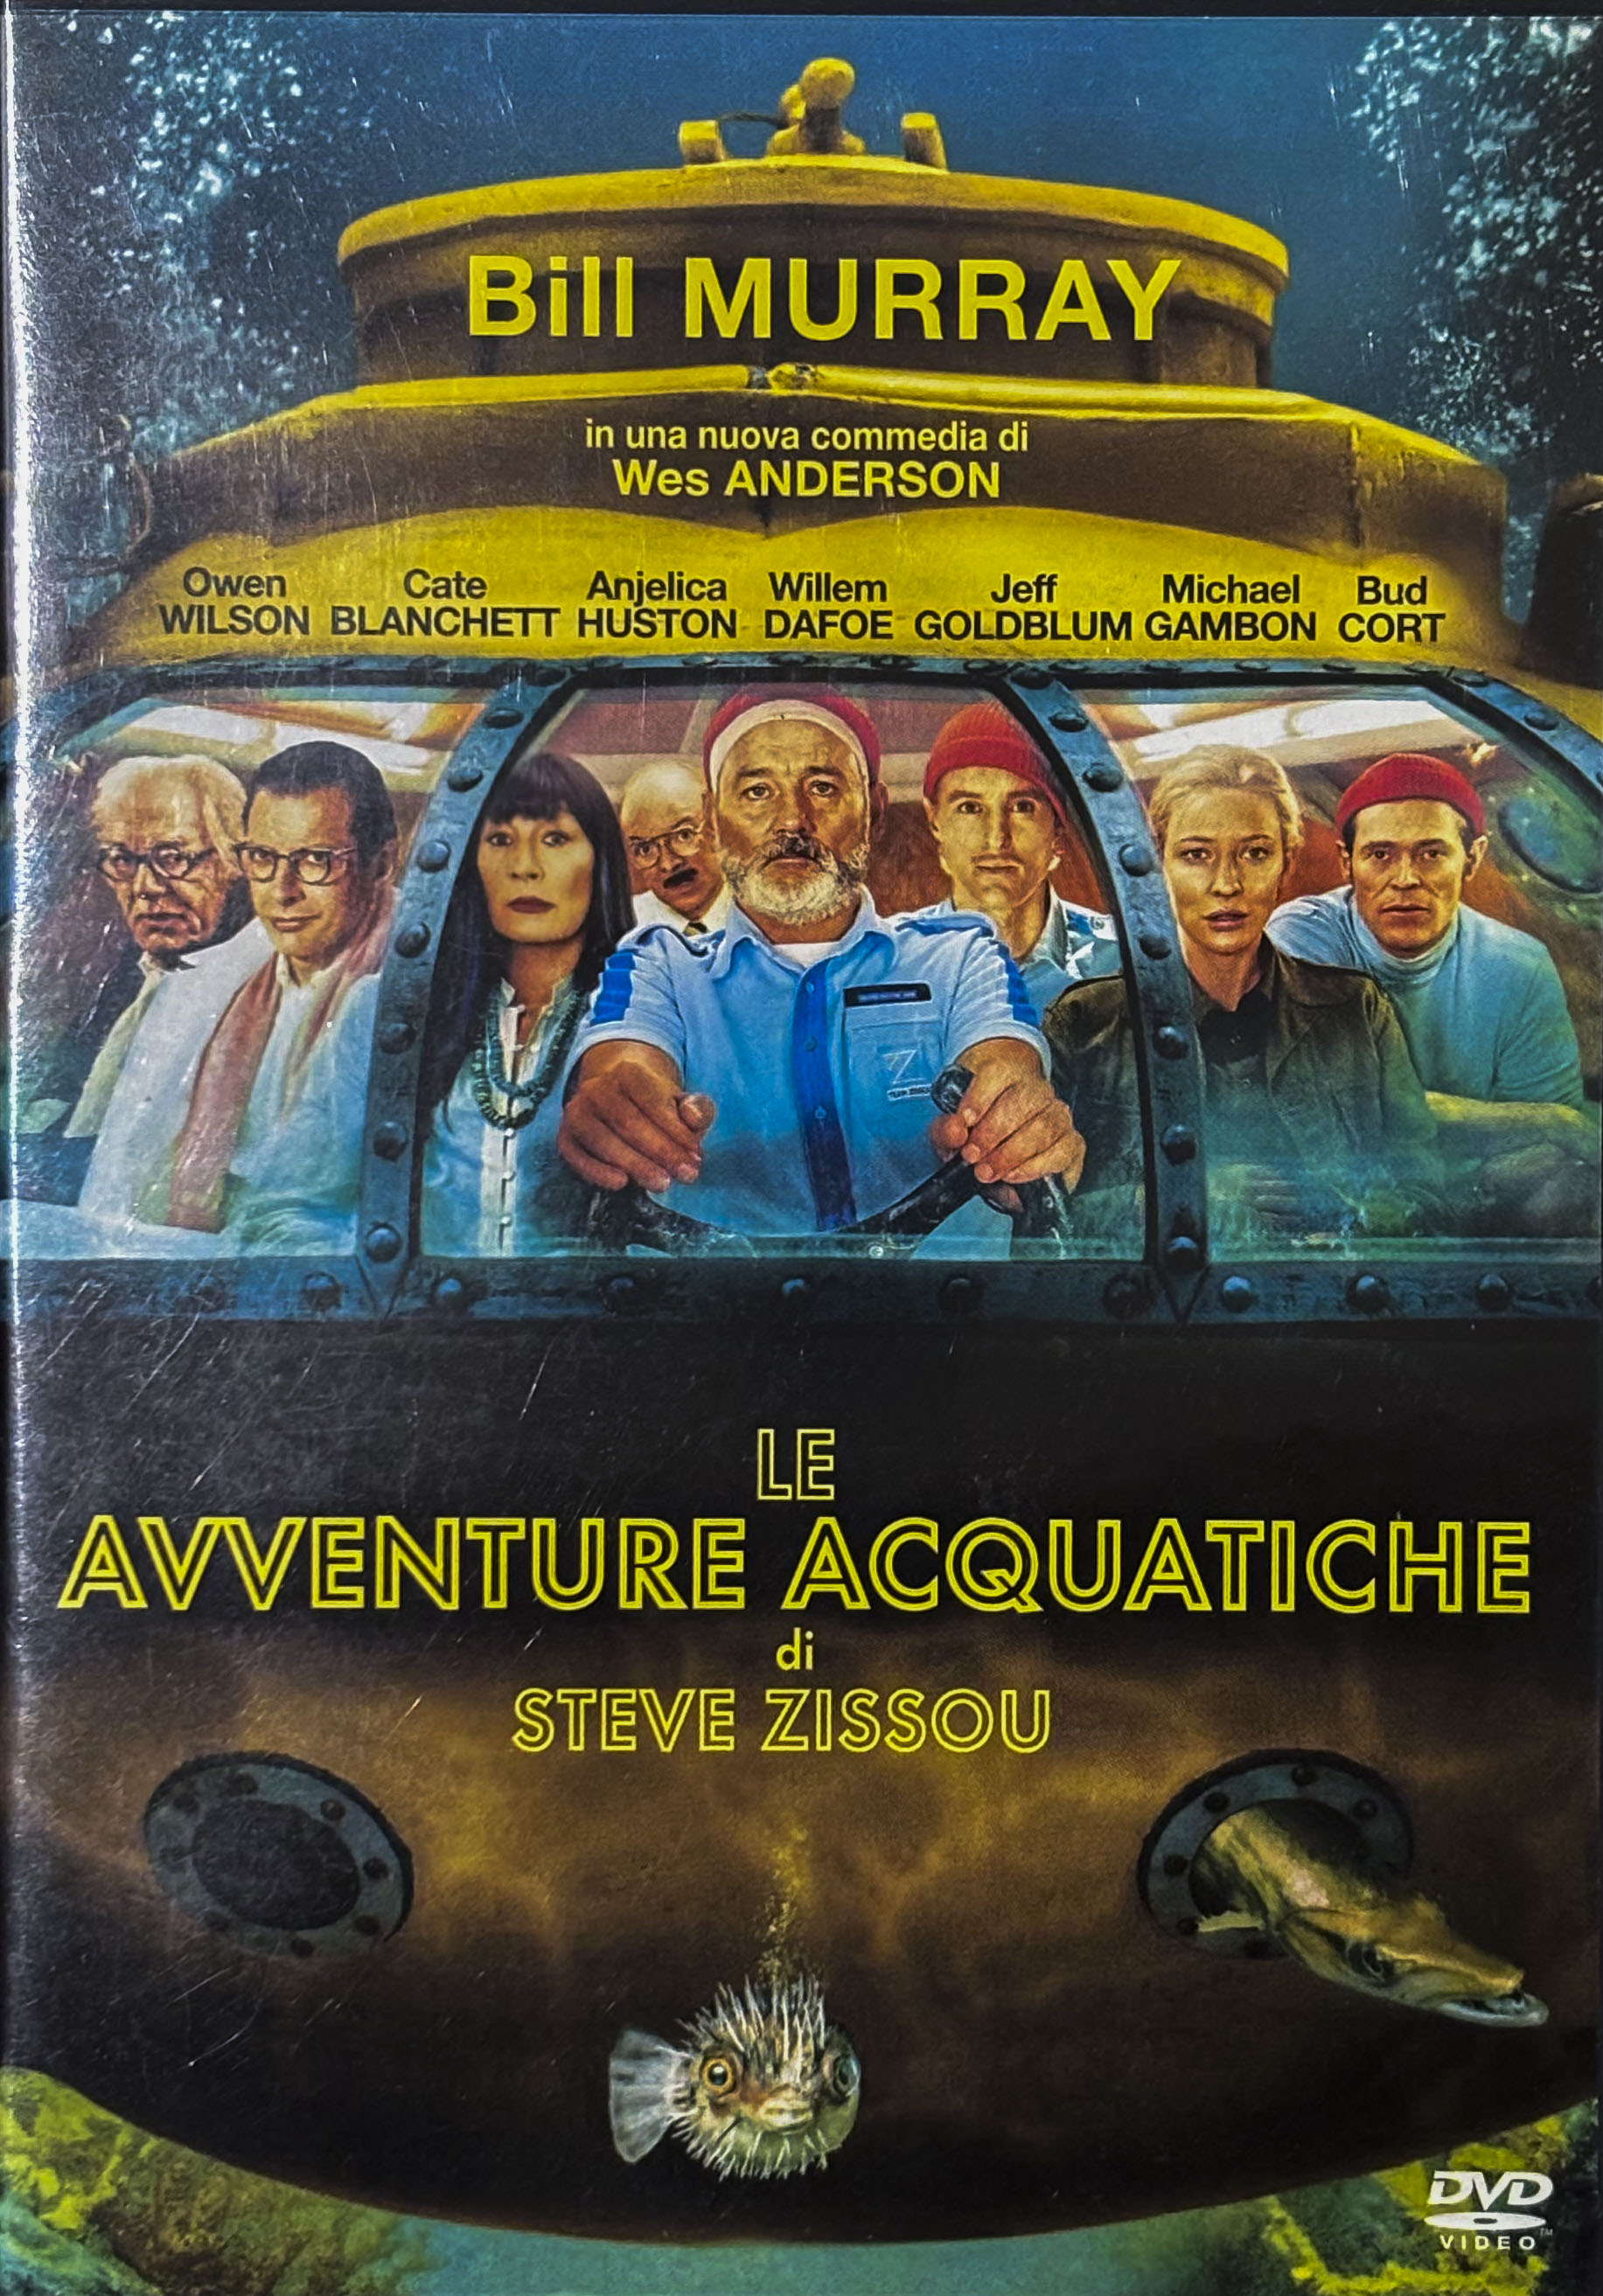 Bill MURRAY
in una nuova commedia di
Wes ANDERSON
Owen WILSON
Cate BLANCHETT
Anjelica HUSTON
Willem DAFOE
Jeff GOLDBLUM
Michael GAMBON
Bud CORT
Z
LE
AVVENTURE ACQUATICHE
di
STEVE ZISSOU
DVD
VIDEO
TM